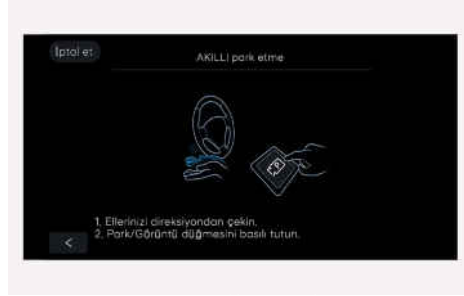 İptal et
AKILLI park etme
1. Ellerinizi direksiyondan çekin.
2. Park/Görüntü düğmesini basılı tutun.